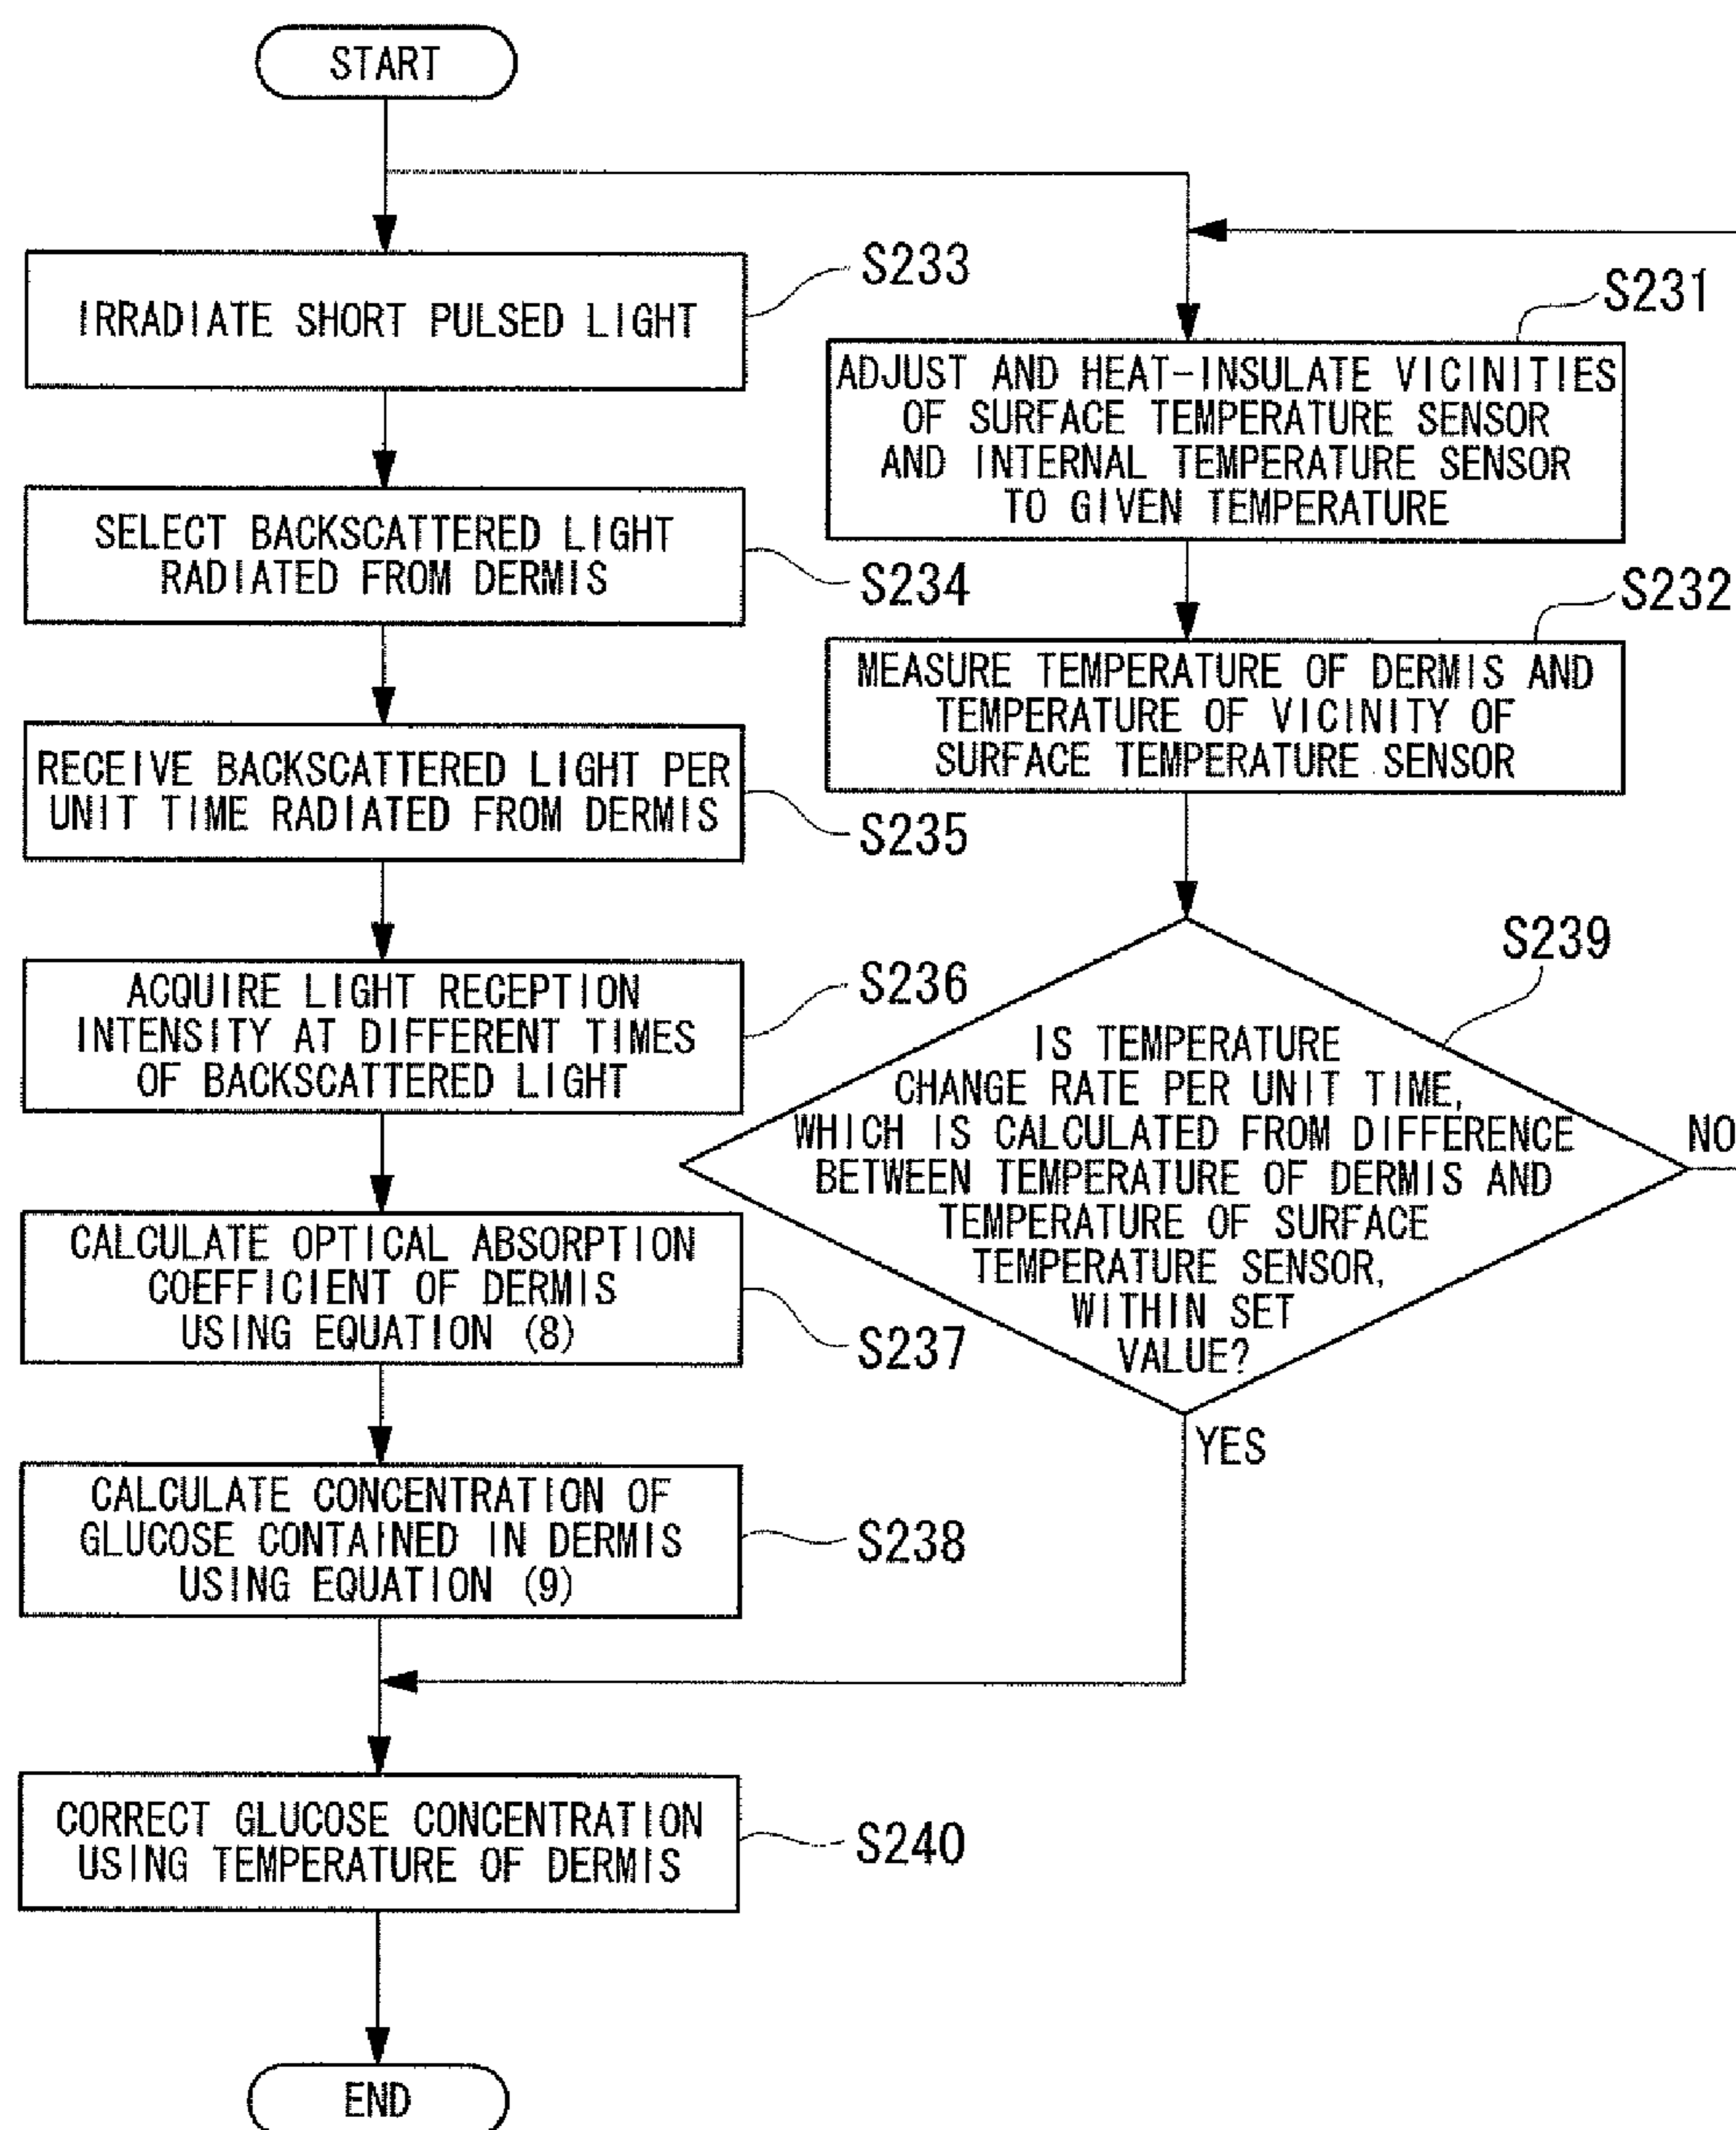 START
IRRADIATE SHORT PULSED LIGHT
S233
SELECT BACKSCATTERED LIGHT
RADIATED FROM DERMIS
S234
RECEIVE BACKSCATTERED LIGHT PER
UNIT TIME RADIATED FROM DERMIS
S235
ACQUIRE LIGHT RECEPTION
INTENSITY AT DIFFERENT TIMES
OF BACKSCATTERED LIGHT
S236
CALCULATE OPTICAL ABSORPTION
COEFFICIENT OF DERMIS
USING EQUATION (8)
S237
CALCULATE CONCENTRATION OF
GLUCOSE CONTAINED IN DERMIS
USING EQUATION (9)
S238
S231
ADJUST AND HEAT-INSULATE VICINITIES
OF SURFACE TEMPERATURE SENSOR
AND INTERNAL TEMPERATURE SENSOR
TO GIVEN TEMPERATURE
S232
MEASURE TEMPERATURE OF DERMIS AND
TEMPERATURE OF VICINITY OF
SURFACE TEMPERATURE SENSOR
S239
IS TEMPERATURE
CHANGE RATE PER UNIT TIME,
WHICH IS CALCULATED FROM DIFFERENCE
BETWEEN TEMPERATURE OF DERMIS AND
TEMPERATURE OF SURFACE
TEMPERATURE SENSOR,
WITHIN SET
VALUE?
NO
YES
CORRECT GLUCOSE CONCENTRATION
USING TEMPERATURE OF DERMIS
S240
END